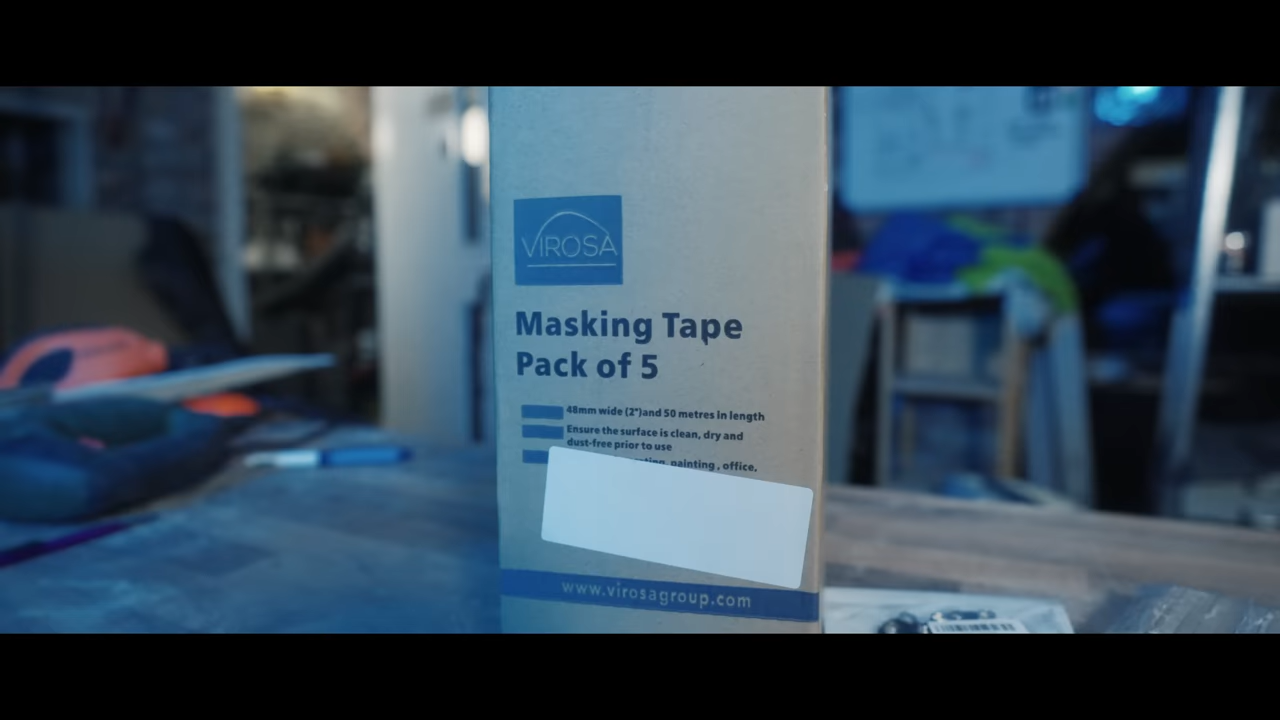 VIROSA
Masking Tape
Pack of 5
48mm wide (2")and 50 metres in length
Ensure the surface is clean, dry and
dust-free prior to use
painting , office,
www.virosagroup.com